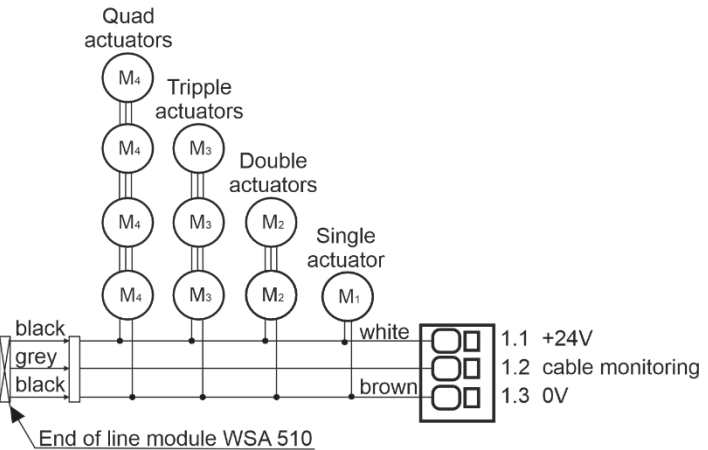 Quad
actuators
M4
Tripple
actuators
M4
M3
Double
actuators
M4
M3
M2
Single
actuator
M4
M3
M2
M1
black
white
1.1 +24V
grey
1.2 cable monitoring
black
brown
1.3 0V
End of line module WSA 510